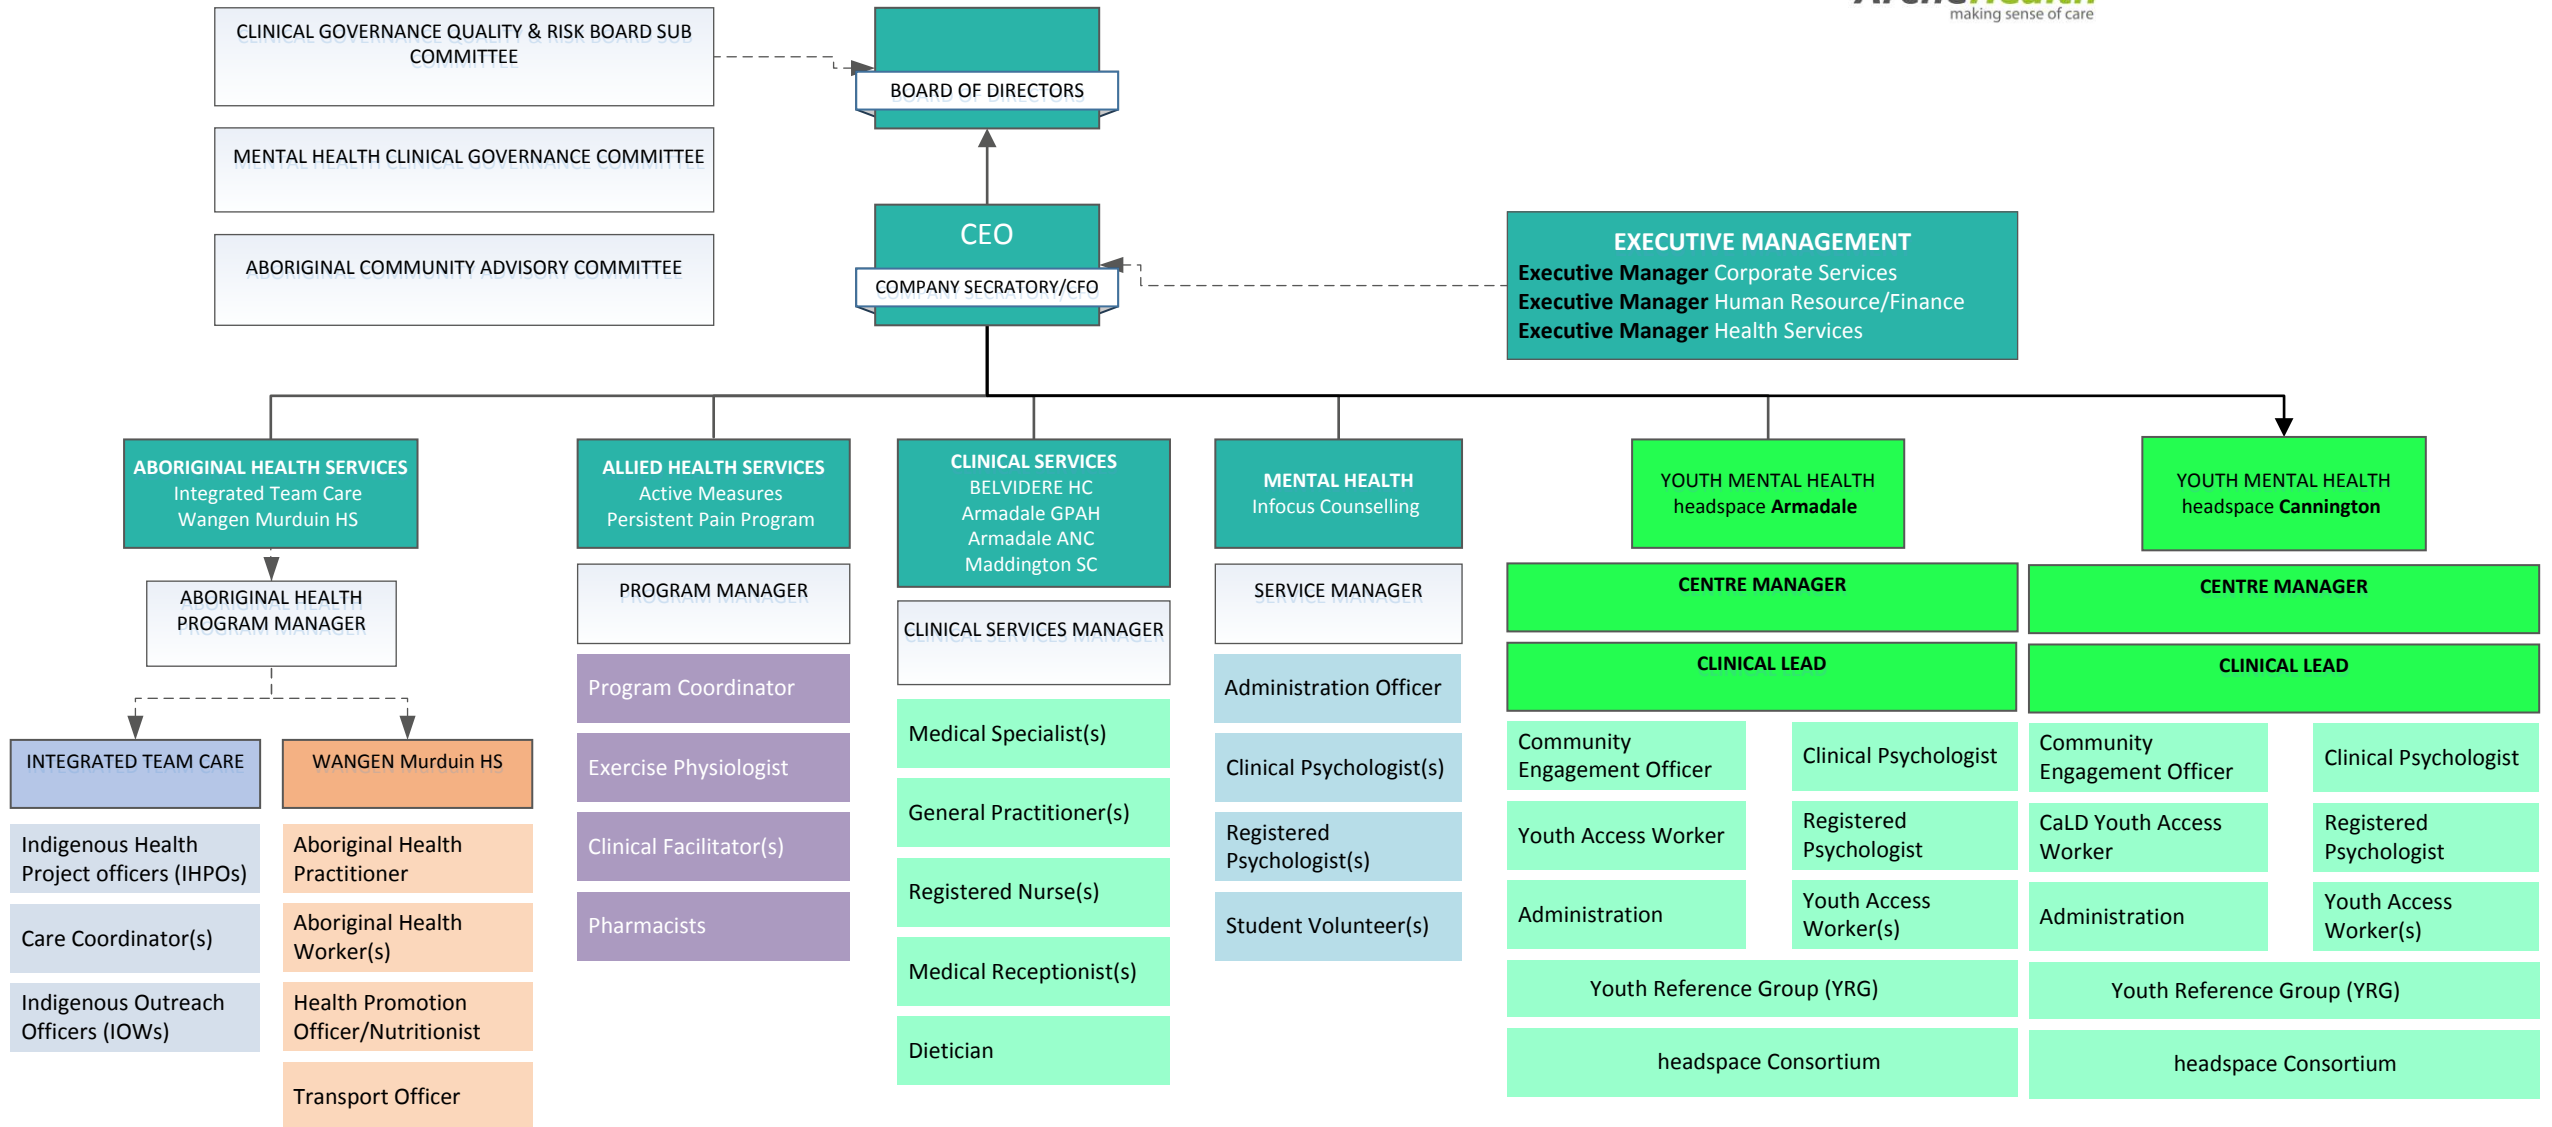 making sense of care
CLINICAL GOVERNANCE QUALITY & RISK BOARD SUB
COMMITTEE
BOARD OF DIRECTORS
MENTAL HEALTH CLINICAL GOVERNANCE COMMITTEE
ABORIGINAL COMMUNITY ADVISORY COMMITTEE
CEO
COMPANY SECRATORY/CFO
EXECUTIVE MANAGEMENT
Executive Manager Corporate Services
Executive Manager Human Resource/Finance
Executive Manager Health Services
ABORIGINAL HEALTH SERVICES
Integrated Team Care
Wangen Murduin HS
ABORIGINAL HEALTH
PROGRAM MANAGER
INTEGRATED TEAM CARE
Indigenous Health
Project officers (IHPOs)
Care Coordinator(s)
Indigenous Outreach
Officers (IOWs)
WANGEN Murduin HS
Aboriginal Health
Practitioner
Aboriginal Health
Worker(s)
Health Promotion
Officer/Nutritionist
Transport Officer
ALLIED HEALTH SERVICES
Active Measures
Persistent Pain Program
PROGRAM MANAGER
Program Coordinator
Exercise Physiologist
Clinical Facilitator(s)
Pharmacists
CLINICAL SERVICES
BELVIDERE HC
Armadale GPAH
Armadale ANC
Maddington SC
CLINICAL SERVICES MANAGER
Medical Specialist(s)
General Practitioner(s)
Registered Nurse(s)
Medical Receptionist(s)
Dietician
MENTAL HEALTH
Infocus Counselling
SERVICE MANAGER
Administration Officer
Clinical Psychologist(s)
Registered
Psychologist(s)
Student Volunteer(s)
YOUTH MENTAL HEALTH
headspace Armadale
CENTRE MANAGER
CLINICAL LEAD
Community
Engagement Officer
Clinical Psychologist
Youth Access Worker
Registered
Psychologist
Administration
Youth Access
Worker(s)
Youth Reference Group (YRG)
headspace Consortium
YOUTH MENTAL HEALTH
headspace Cannington
CENTRE MANAGER
CLINICAL LEAD
Community
Engagement Officer
Clinical Psychologist
CaLD Youth Access
Worker
Registered
Psychologist
Administration
Youth Access
Worker(s)
Youth Reference Group (YRG)
headspace Consortium